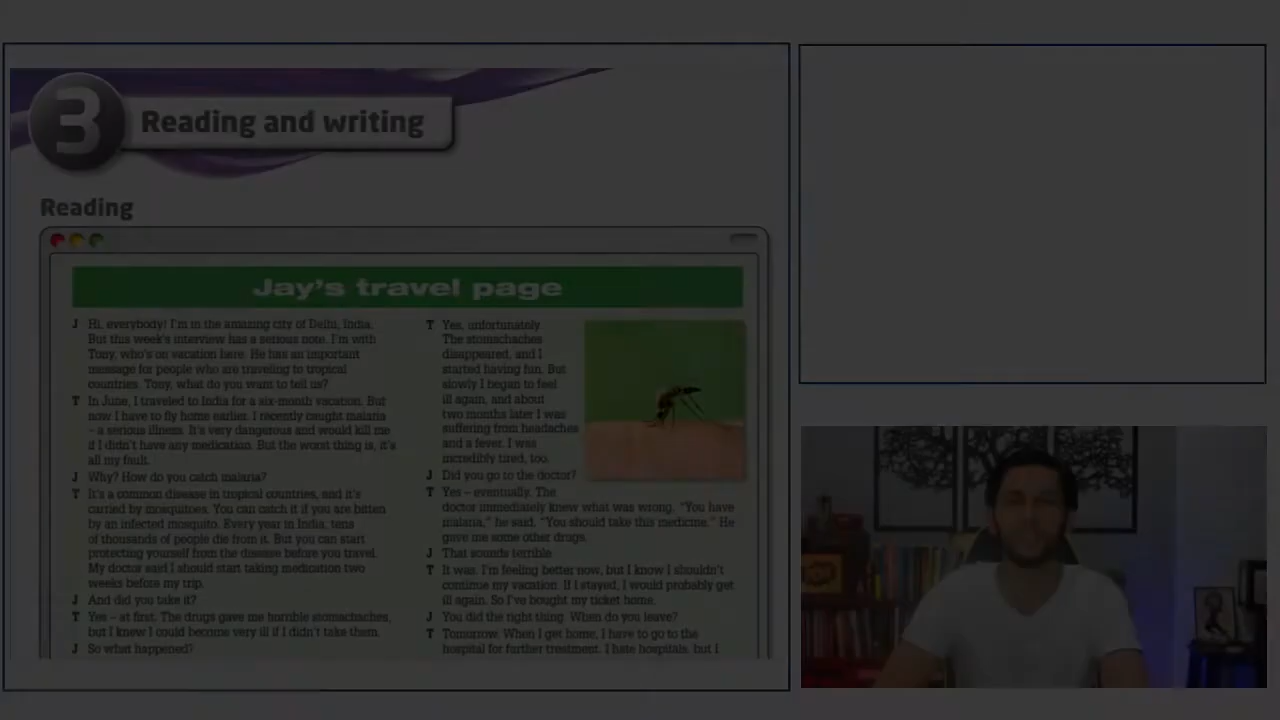 3
Reading and writing
Reading
Jay's travel page
J Hi, everybody! I'm in the amazing city of Delhi, India.
But this week's interview has a serious note. I'm with
Tony, who's on vacation here. He has an important
message for people who are traveling to tropical
countries. Tony, what do you want to tell us?
T In June, I traveled to India for a six-month vacation. But
now I have to fly home earlier. I recently caught malaria
– a serious illness. It's very dangerous and would kill me
if I didn't have any medication. But the worst thing is, it's
all my fault.
J Why? How do you catch malaria?
T It's a common disease in tropical countries, and it's
carried by mosquitoes. You can catch it if you are bitten
by an infected mosquito. Every year in India, tens
of thousands of people die from it. But you can start
protecting yourself from the disease before you travel.
My doctor said I should start taking medication two
weeks before my trip.
J And did you take it?
T Yes – at first. The drugs gave me horrible stomachaches,
but I knew I could become very ill if I didn't take them.
J So what happened?
T Yes, unfortunately.
The stomachaches
disappeared, and I
started having fun. But
slowly I began to feel
ill again, and about
two months later I was
suffering from headaches
and a fever. I was
incredibly tired, too.
J Did you go to the doctor?
T Yes – eventually. The
doctor immediately knew what was wrong. "You have
malaria," he said. "You should take this medicine." He
gave me some other drugs.
J That sounds terrible.
T It was. I'm feeling better now, but I know I shouldn't
continue my vacation. If I stayed, I would probably get
ill again. So I've bought my ticket home.
J You did the right thing. When do you leave?
T Tomorrow. When I get home, I have to go to the
hospital for further treatment. I hate hospitals, but I